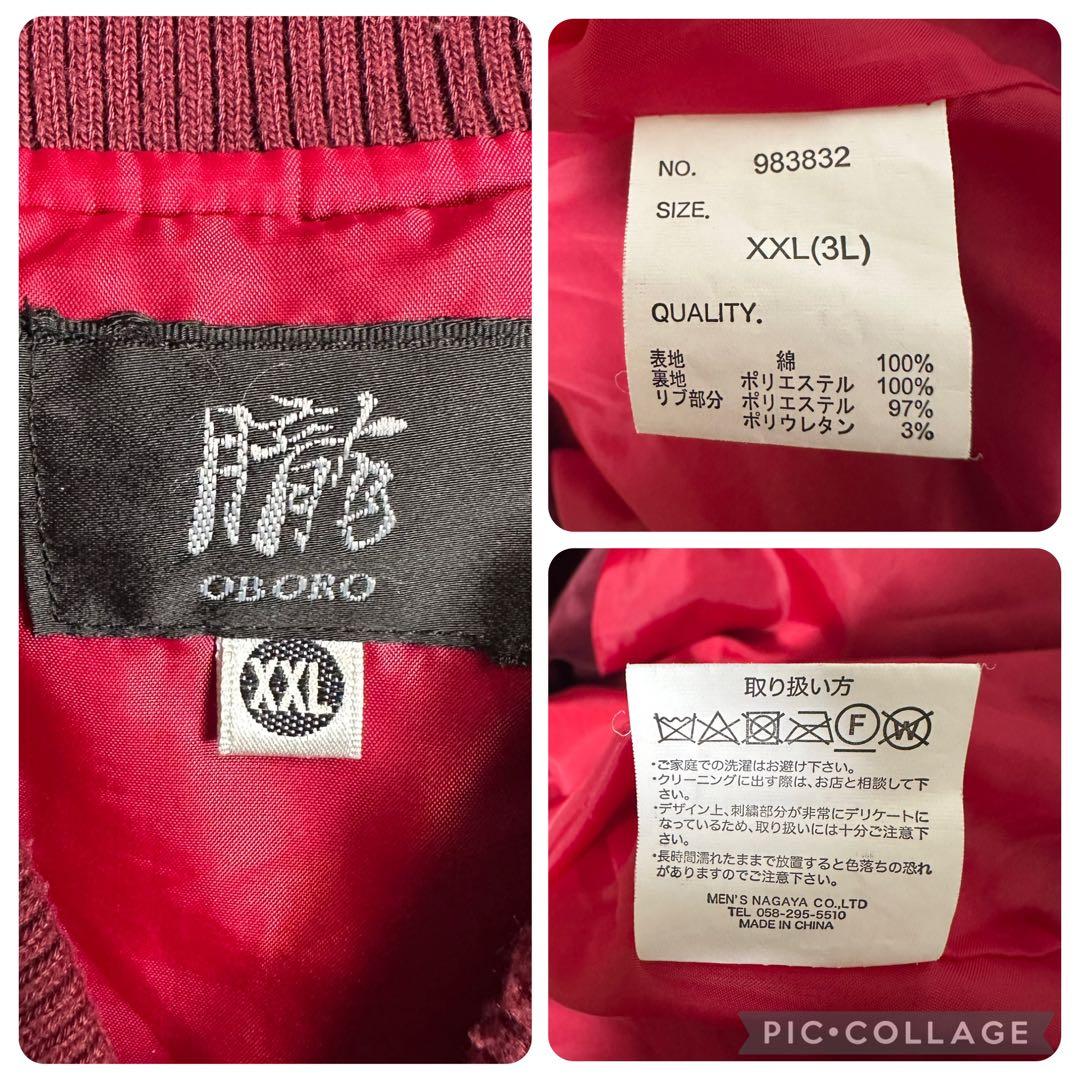 朧
OBORO
XXL
NO. 983832
SIZE.
XXL(3L)
QUALITY.
表地 綿 100%
裏地 ポリエステル 100%
リブ部分 ポリエステル 97%
ポリウレタン 3%
取り扱い方
F W
・ご家庭での洗濯はお避け下さい。
・クリーニングに出す際は、お店と相談して下
さい。
・デザイン上、刺繍部分が非常にデリケートに
なっているため、取り扱いには十分ご注意下
さい。
・長時間濡れたままで放置すると色落ちの恐れ
がありますのでご注意下さい。
MEN'S NAGAYA CO.,LTD
TEL 058-295-5510
MADE IN CHINA
PIC•COLLAGE